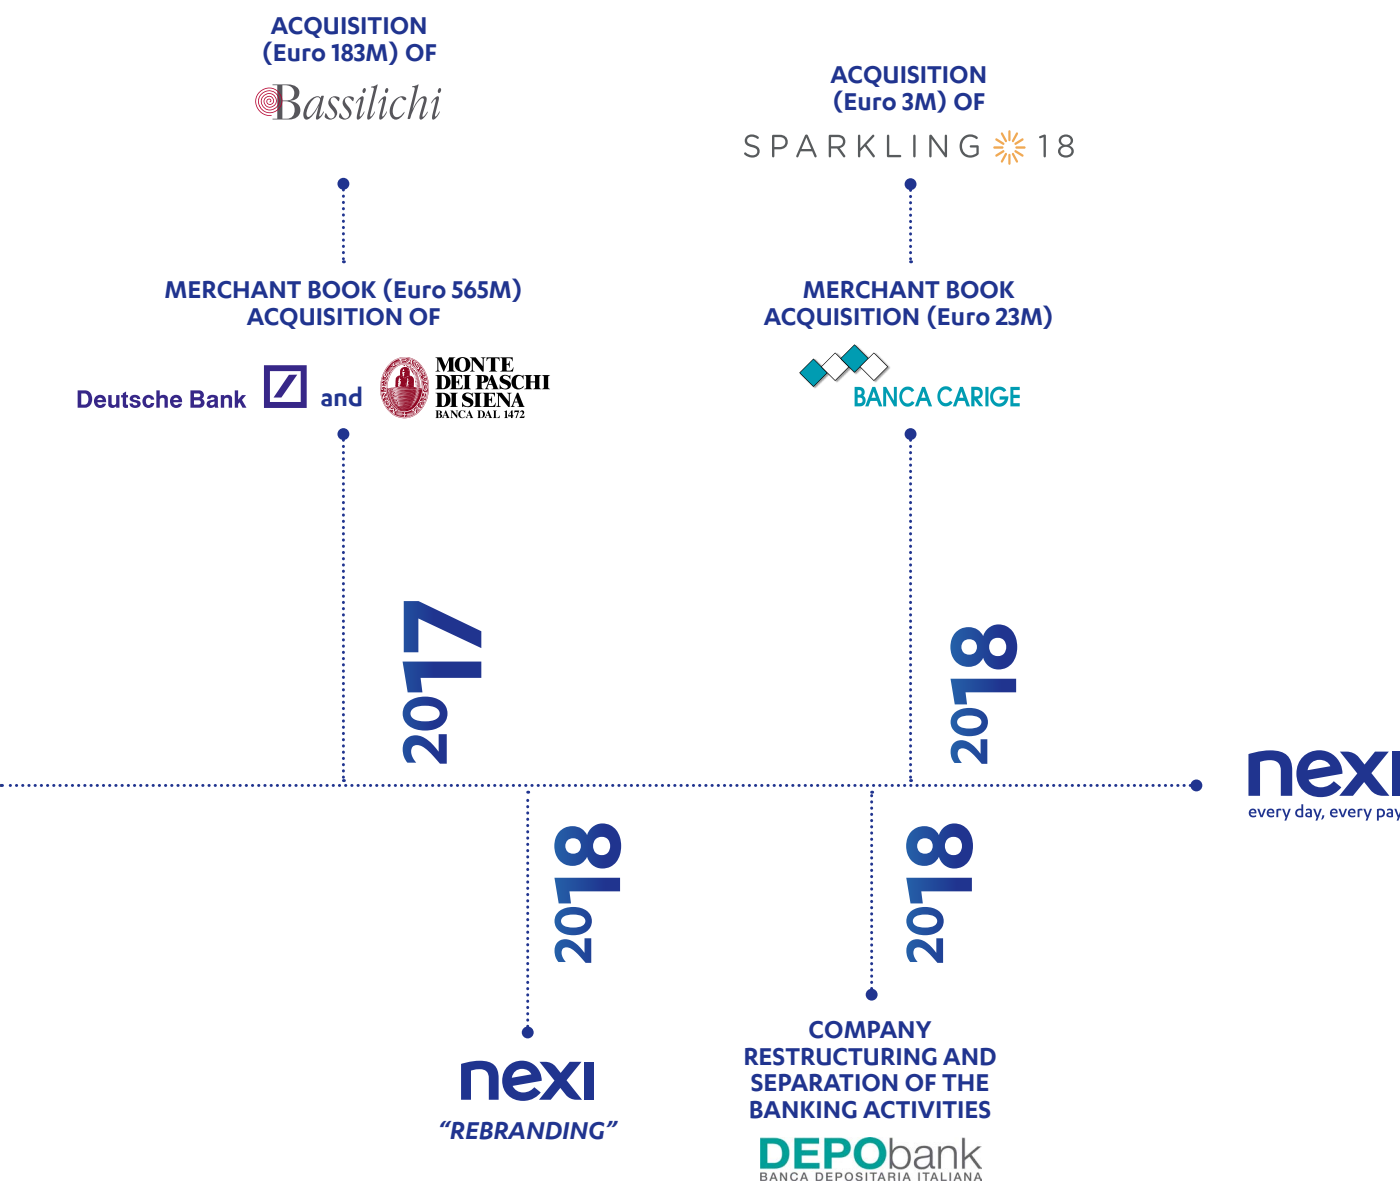 ACQUISITION
(Euro 183M) OF
Bassilichi
MERCHANT BOOK (Euro 565M)
ACQUISITION OF
Deutsche Bank and
MONTE
DEI PASCHI
DI SIENA
BANCA DAL 1472
2017
ACQUISITION
(Euro 3M) OF
SPARKLING 18
MERCHANT BOOK
ACQUISITION (Euro 23M)
BANCA CARIGE
2018
nexi
every day, every pay
2018
nexi
“REBRANDING”
2018
COMPANY
RESTRUCTURING AND
SEPARATION OF THE
BANKING ACTIVITIES
DEPObank
BANCA DEPOSITARIA ITALIANA